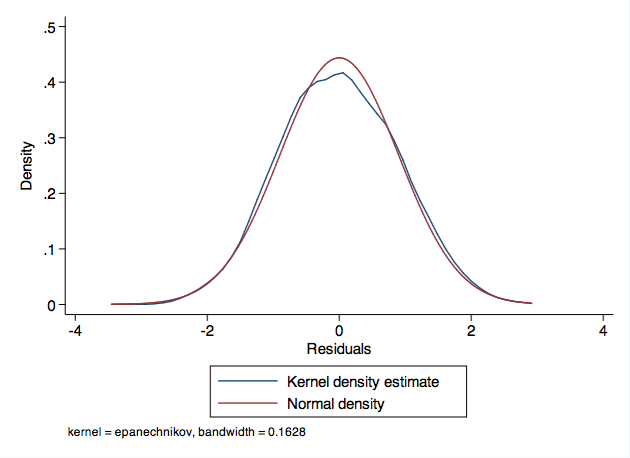 .5
.4
.3
.2
.1
0
Density
-4 -2 0 2 4
Residuals
Kernel density estimate
Normal density
kernel = epanechnikov, bandwidth = 0.1628